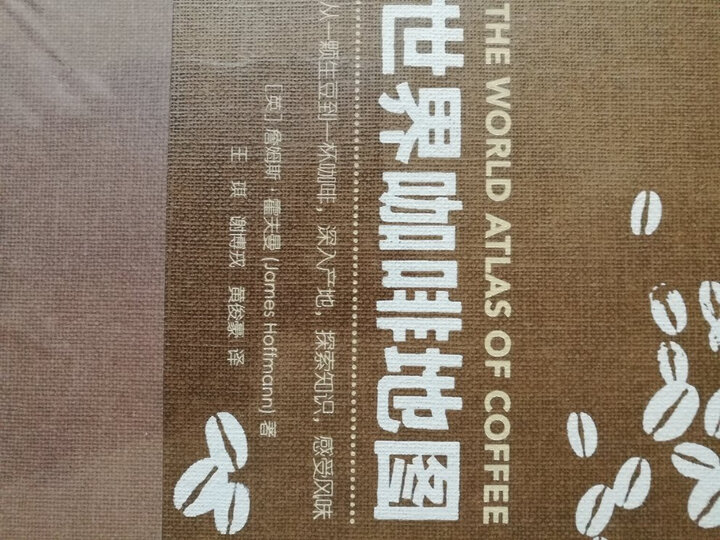 THE WORLD ATLAS OF COFFEE
世界咖啡地图
从一颗生豆到一杯咖啡，深入产地，探索知识，感受风味
［英］詹姆斯·霍夫曼 (James Hoffmann) 著
王琪 谢博戎 黄俊豪 译